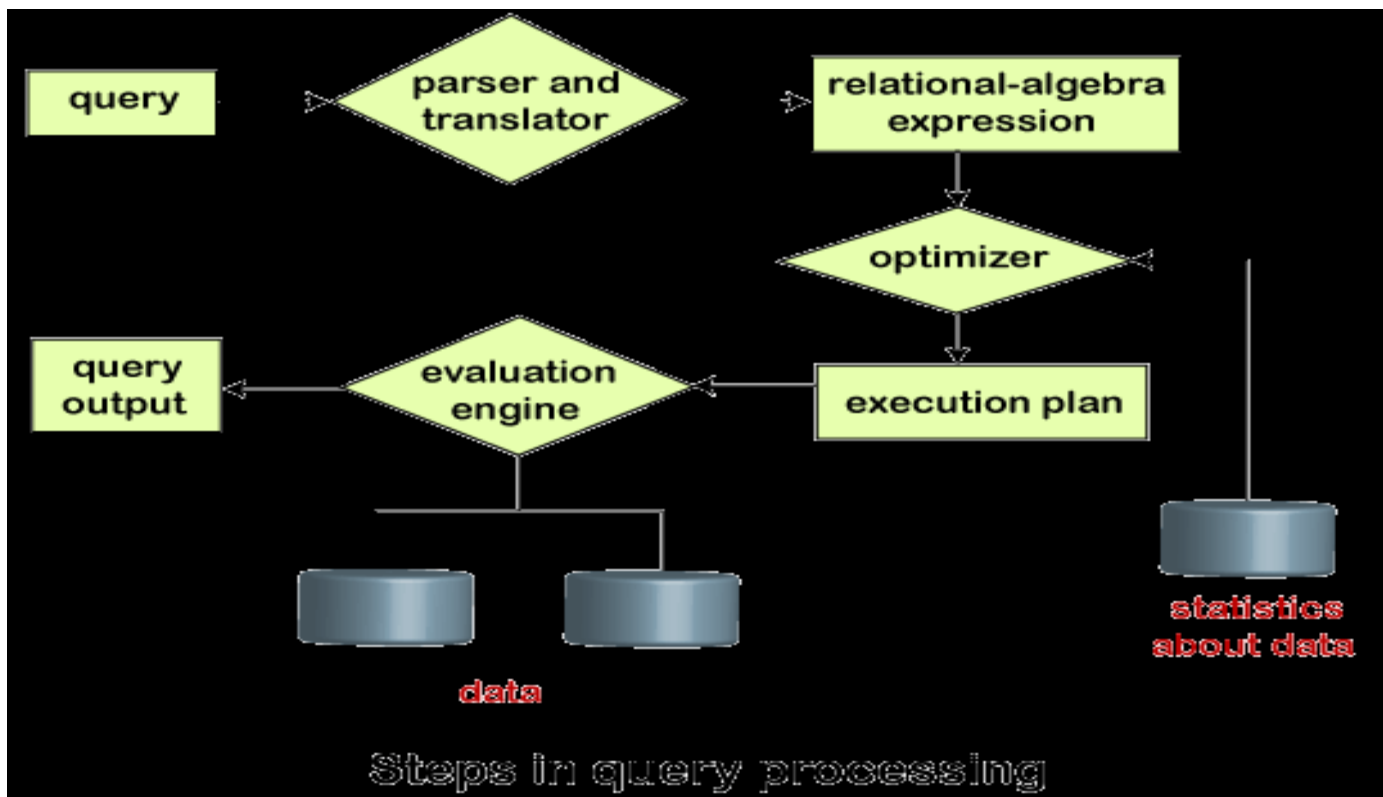 query
parser and
translator
relational-algebra
expression
optimizer
query
output
evaluation
engine
execution plan
statistics
about data
data
Steps in query processing